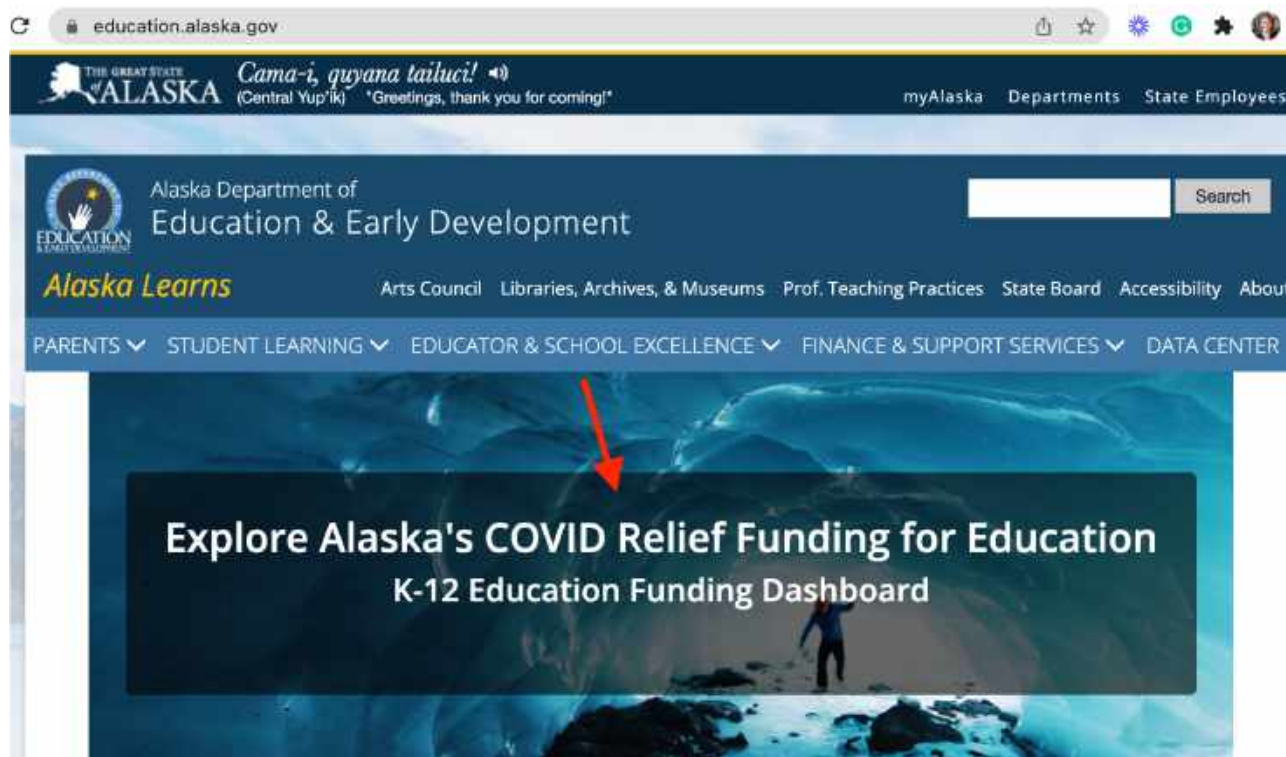 education.alaska.gov
THE GREAT STATE
of ALASKA
Cama-i, quyana tailuci!
(Central Yup'ik) "Greetings, thank you for coming!"
myAlaska Departments State Employees
Alaska Department of
Education & Early Development
Search
EDUCATION
& EARLY DEVELOPMENT
Alaska Learns
Arts Council Libraries, Archives, & Museums Prof. Teaching Practices State Board Accessibility About
PARENTS STUDENT LEARNING EDUCATOR & SCHOOL EXCELLENCE FINANCE & SUPPORT SERVICES DATA CENTER
Explore Alaska's COVID Relief Funding for Education
K-12 Education Funding Dashboard